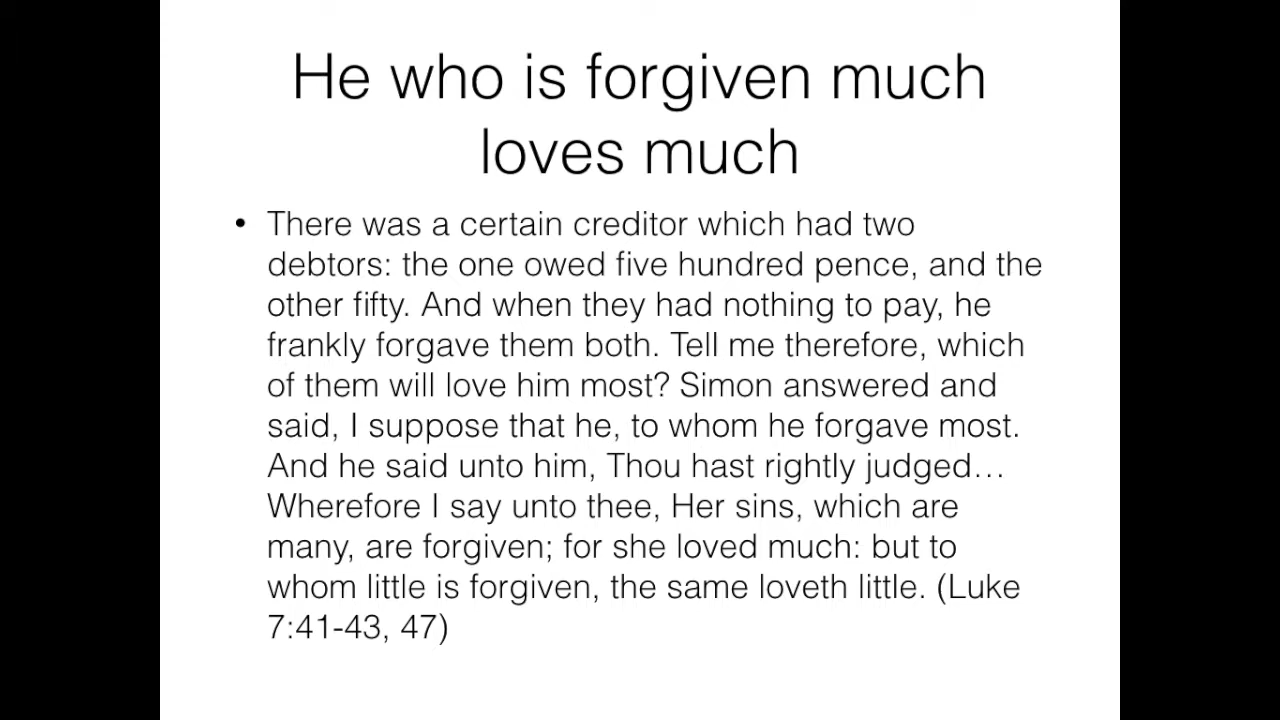 He who is forgiven much
loves much
• There was a certain creditor which had two
debtors: the one owed five hundred pence, and the
other fifty. And when they had nothing to pay, he
frankly forgave them both. Tell me therefore, which
of them will love him most? Simon answered and
said, I suppose that he, to whom he forgave most.
And he said unto him, Thou hast rightly judged…
Wherefore I say unto thee, Her sins, which are
many, are forgiven; for she loved much: but to
whom little is forgiven, the same loveth little. (Luke
7:41-43, 47)